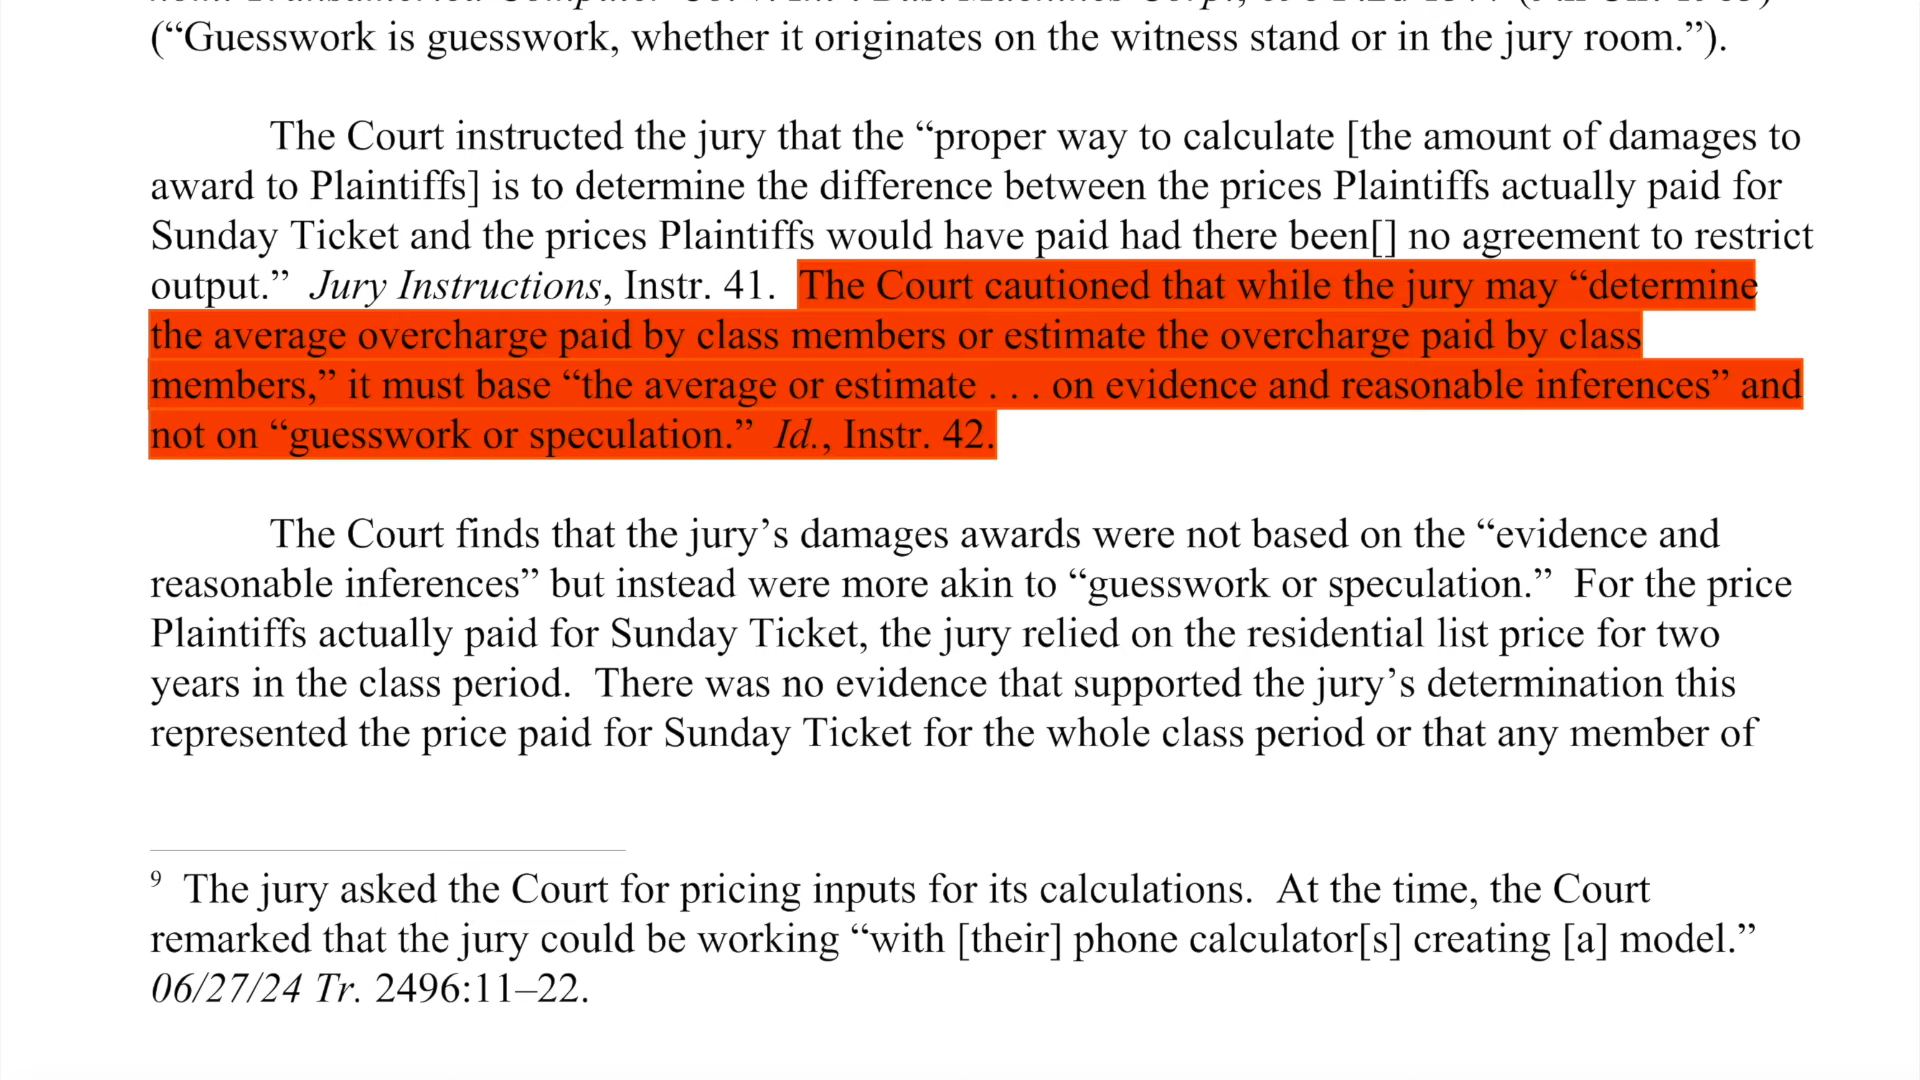 (“Guesswork is guesswork, whether it originates on the witness stand or in the jury room.”).
The Court instructed the jury that the “proper way to calculate [the amount of damages to
award to Plaintiffs] is to determine the difference between the prices Plaintiffs actually paid for
Sunday Ticket and the prices Plaintiffs would have paid had there been[] no agreement to restrict
output.” Jury Instructions, Instr. 41. The Court cautioned that while the jury may “determine
the average overcharge paid by class members or estimate the overcharge paid by class
members,” it must base “the average or estimate . . . on evidence and reasonable inferences” and
not on “guesswork or speculation.” Id., Instr. 42.
The Court finds that the jury’s damages awards were not based on the “evidence and
reasonable inferences” but instead were more akin to “guesswork or speculation.” For the price
Plaintiffs actually paid for Sunday Ticket, the jury relied on the residential list price for two
years in the class period. There was no evidence that supported the jury’s determination this
represented the price paid for Sunday Ticket for the whole class period or that any member of
9 The jury asked the Court for pricing inputs for its calculations. At the time, the Court
remarked that the jury could be working “with [their] phone calculator[s] creating [a] model.”
06/27/24 Tr. 2496:11–22.